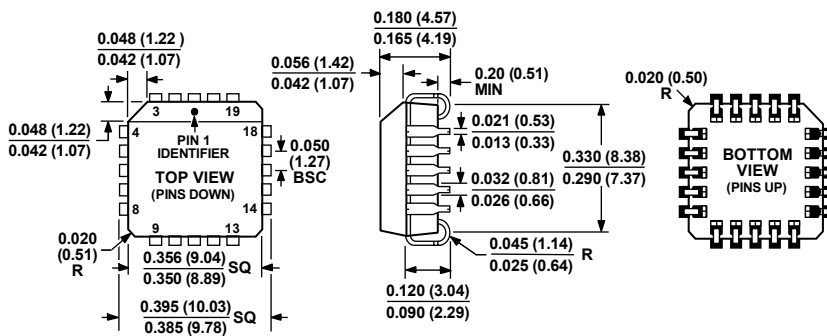 0.048 (1.22 )
0.042 (1.07)
0.048 (1.22)
0.042 (1.07)
3
19
4
18
PIN 1
IDENTIFIER
TOP VIEW
(PINS DOWN)
8
14
9
13
0.050
(1.27)
BSC
0.020
(0.51)
R
0.356 (9.04)
0.350 (8.89)
SQ
0.395 (10.03)
0.385 (9.78)
SQ
0.180 (4.57)
0.165 (4.19)
0.056 (1.42)
0.042 (1.07)
0.20 (0.51)
MIN
0.021 (0.53)
0.013 (0.33)
0.032 (0.81)
0.026 (0.66)
0.330 (8.38)
0.290 (7.37)
0.045 (1.14)
0.025 (0.64)
R
0.120 (3.04)
0.090 (2.29)
0.020 (0.50)
R
BOTTOM
VIEW
(PINS UP)